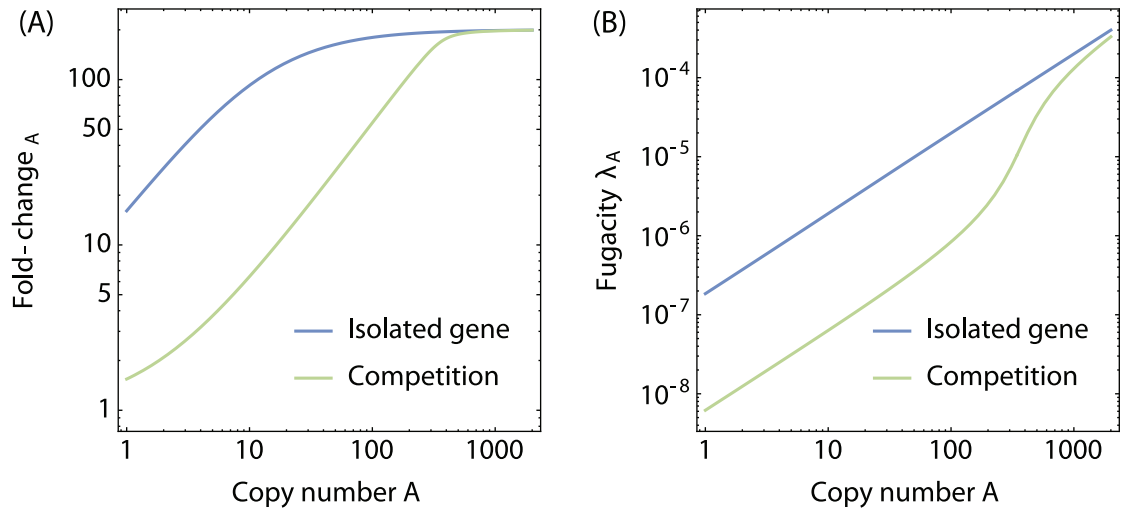 (A)
Fold- change A
100
50
10
5
1
Isolated gene
Competition
1 10 100 1000
Copy number A
(B)
Fugacity λA
10-4
10-5
10-6
10-7
10-8
Isolated gene
Competition
1 10 100 1000
Copy number A